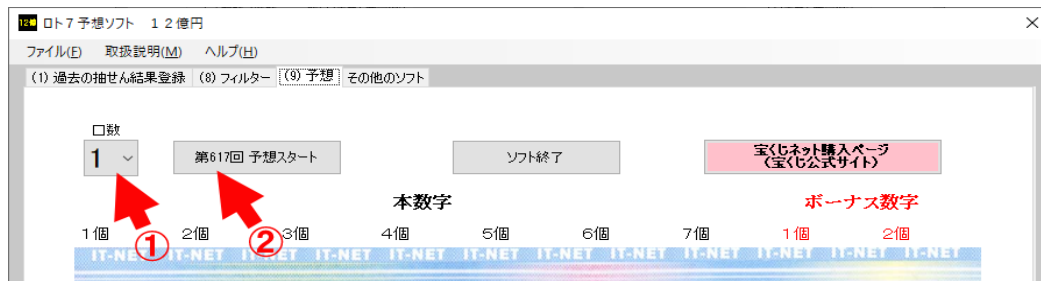 12億 ロト7予想ソフト 12億円
ファイル(F) 取扱説明(M) ヘルプ(H)
(1) 過去の抽せん結果登録 (8) フィルター (9) 予想 その他のソフト
口数
1 第617回 予想スタート ソフト終了 宝くじネット購入ページ
(宝くじ公式サイト)
本数字 ボーナス数字
① ②
1個 2個 3個 4個 5個 6個 7個 1個 2個
IT-NET IT-NET IT-NET IT-NET IT-NET IT-NET IT-NET IT-NET IT-NET IT-NET IT-NET